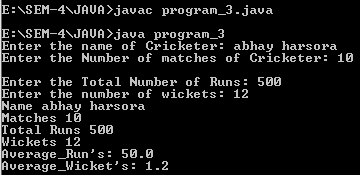 E:\SEM-4\JAVA>javac program_3.java
E:\SEM-4\JAVA>java program_3
Enter the name of Cricketer: abhay harsora
Enter the Number of matches of Cricketer: 10
Enter the Total Number of Runs: 500
Enter the number of wickets: 12
Name abhay harsora
Matches 10
Total Runs 500
Wickets 12
Average_Run's: 50.0
Average_Wicket's: 1.2